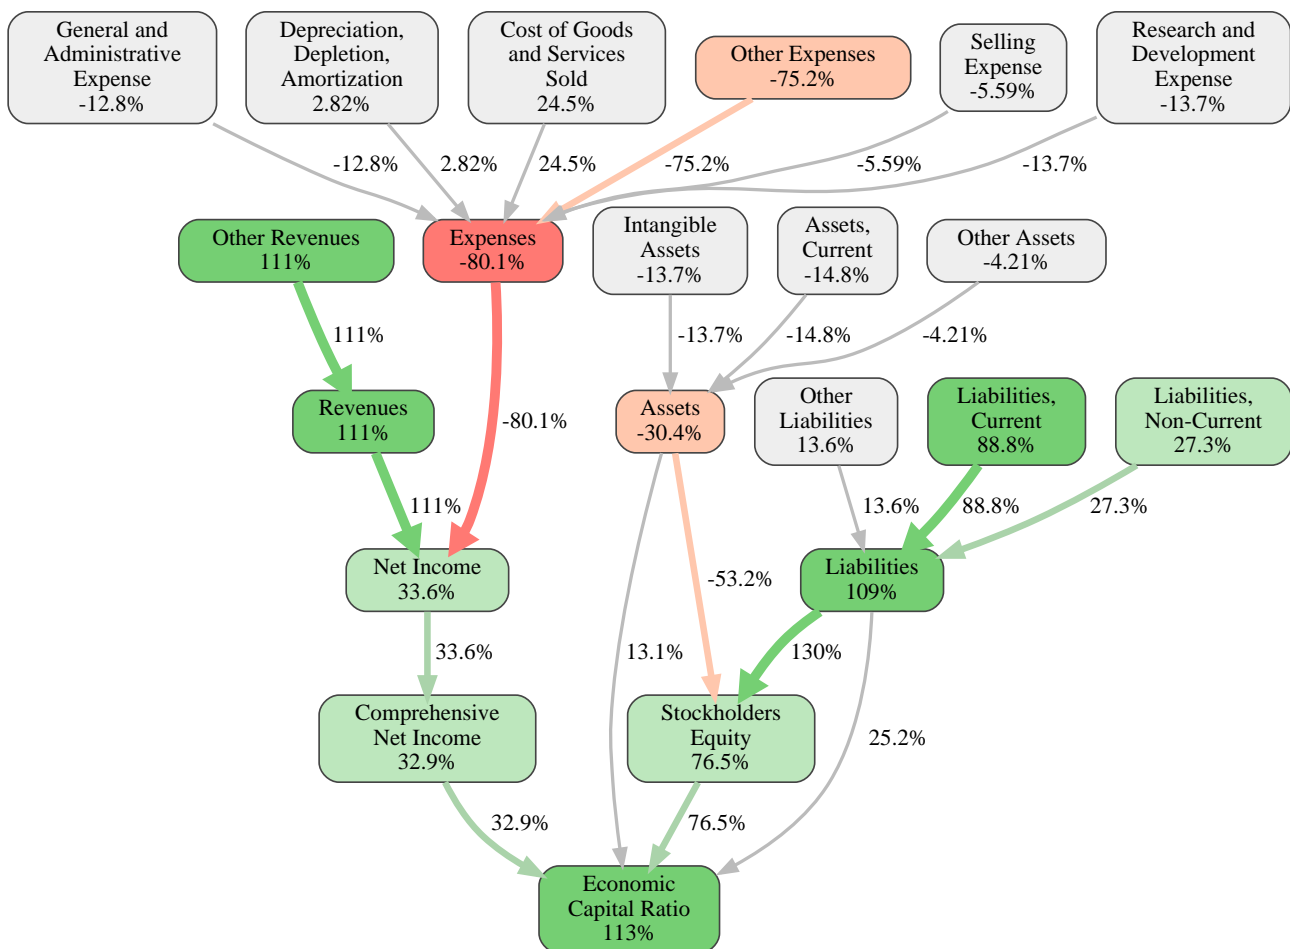 General and
Administrative
Expense
-12.8%
Depreciation,
Depletion,
Amortization
2.82%
Cost of Goods
and Services
Sold
24.5%
Other Expenses
-75.2%
Selling
Expense
-5.59%
Research and
Development
Expense
-13.7%
-12.8%
2.82%
24.5%
-75.2%
-5.59%
-13.7%
Other Revenues
111%
Expenses
-80.1%
Intangible
Assets
-13.7%
Assets,
Current
-14.8%
Other Assets
-4.21%
111%
-80.1%
-13.7%
-14.8%
-4.21%
Revenues
111%
Assets
-30.4%
Other
Liabilities
13.6%
Liabilities,
Current
88.8%
Liabilities,
Non-Current
27.3%
111%
13.6%
88.8%
27.3%
Net Income
33.6%
Liabilities
109%
-53.2%
33.6%
13.1%
130%
25.2%
Comprehensive
Net Income
32.9%
Stockholders
Equity
76.5%
32.9%
76.5%
Economic
Capital Ratio
113%